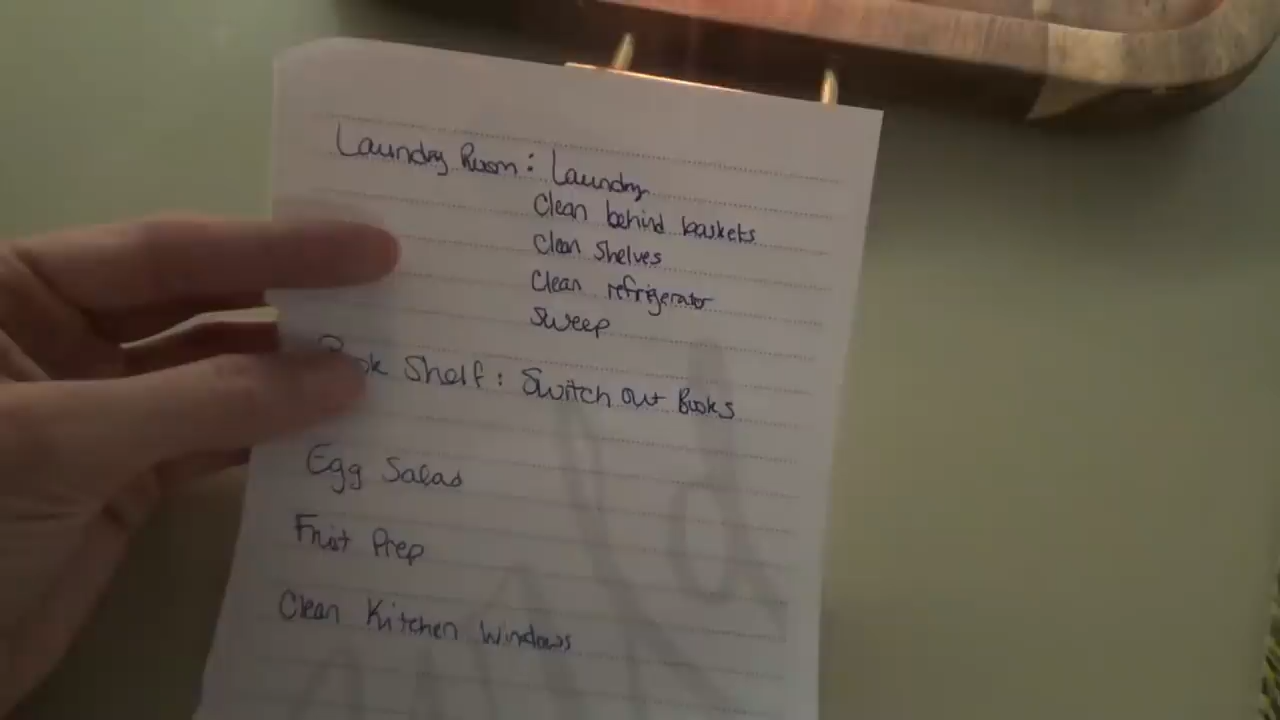 Laundry Room: Laundry
Clean behind baskets
Clean Shelves
Clean refrigerator
Sweep
Book Shelf: Switch out Books
Egg Salad
Fruit Prep
Clean Kitchen Windows